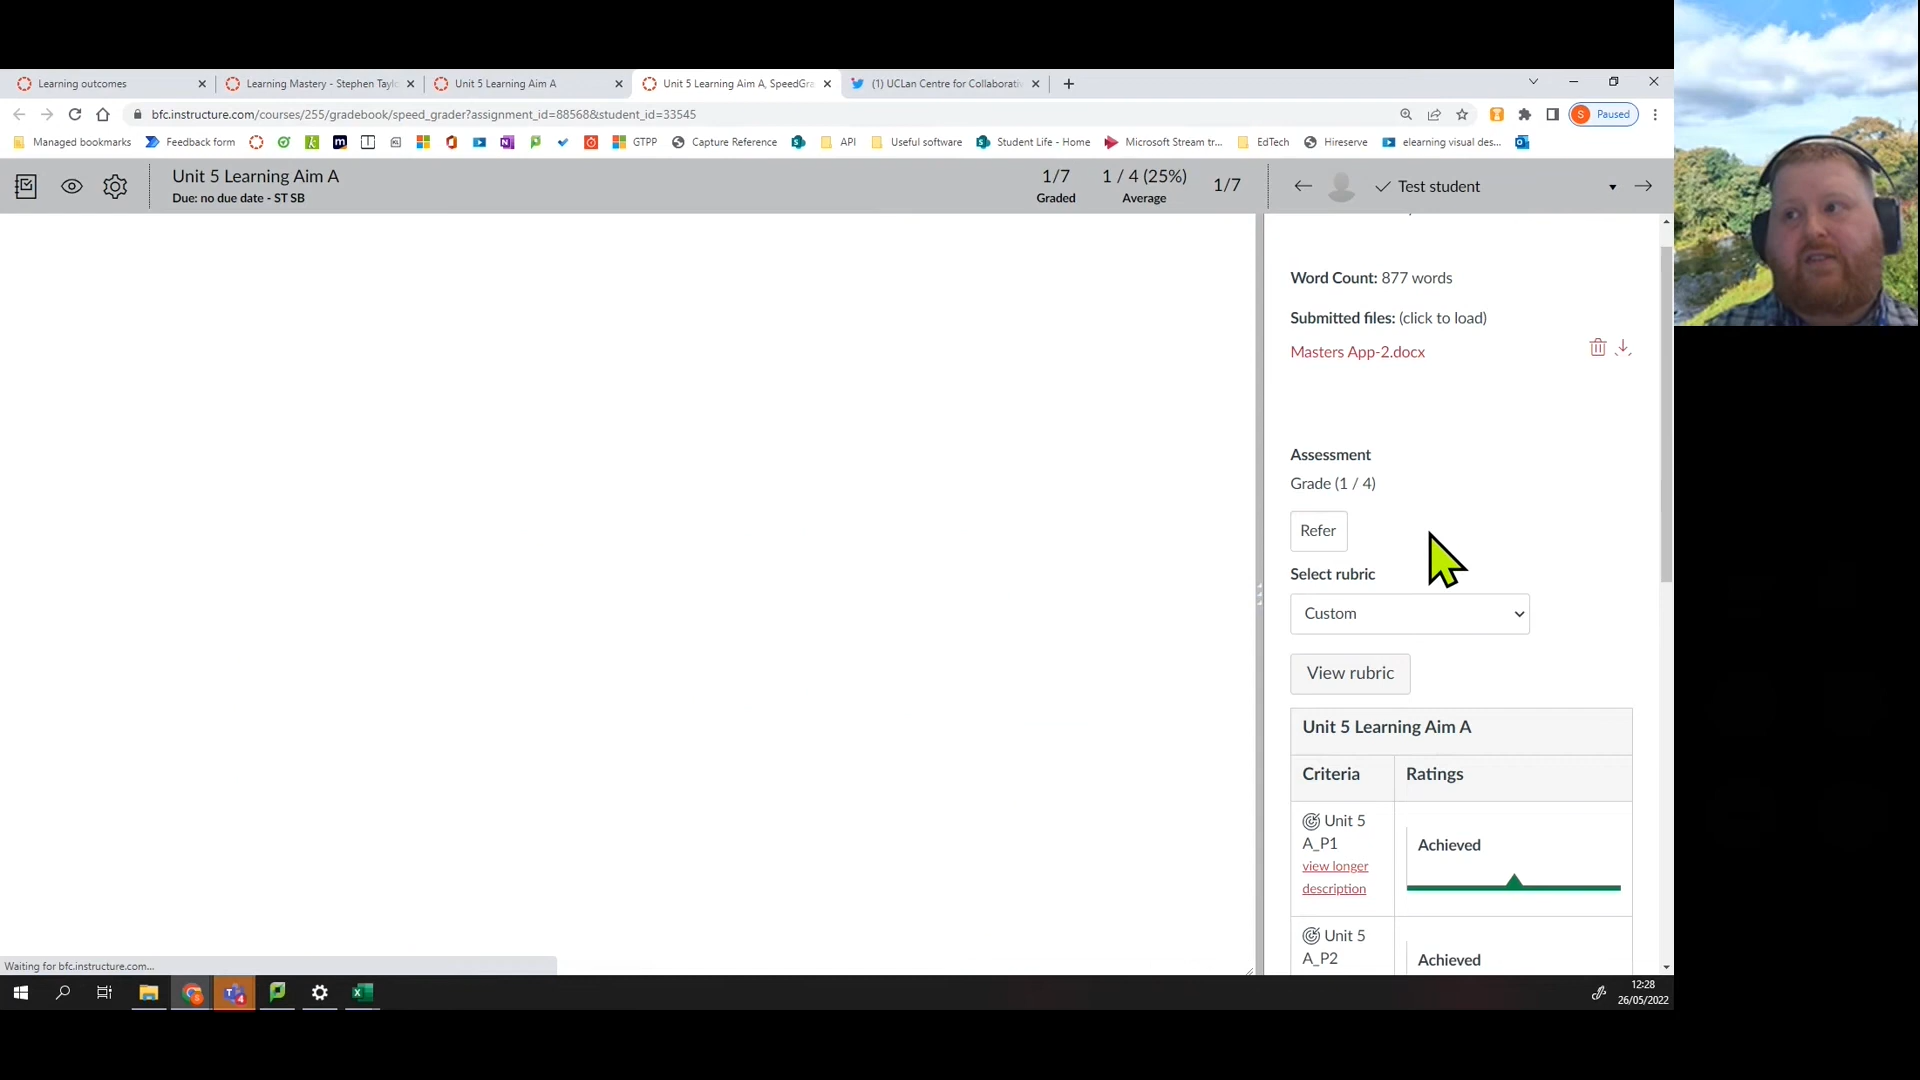 Learning outcomes
Learning Mastery - Stephen Taylo
Unit 5 Learning Aim A
Unit 5 Learning Aim A, SpeedGra
(1) UCLan Centre for Collaborativ
bfc.instructure.com/courses/255/gradebook/speed_grader?assignment_id=88568&student_id=33545
S Paused
Managed bookmarks
Feedback form
GTPP
Capture Reference
API
Useful software
Student Life - Home
Microsoft Stream tr...
EdTech
Hireserve
elearning visual des...
Unit 5 Learning Aim A
Due: no due date - ST SB
1/7
Graded
1 / 4 (25%)
Average
1/7
Test student
Word Count: 877 words
Submitted files: (click to load)
Masters App-2.docx
Assessment
Grade (1 / 4)
Refer
Select rubric
Custom
View rubric
Unit 5 Learning Aim A
Criteria
Ratings
Unit 5
A_P1
view longer
description
Achieved
Unit 5
A_P2
Achieved
Waiting for bfc.instructure.com...
12:28
26/05/2022